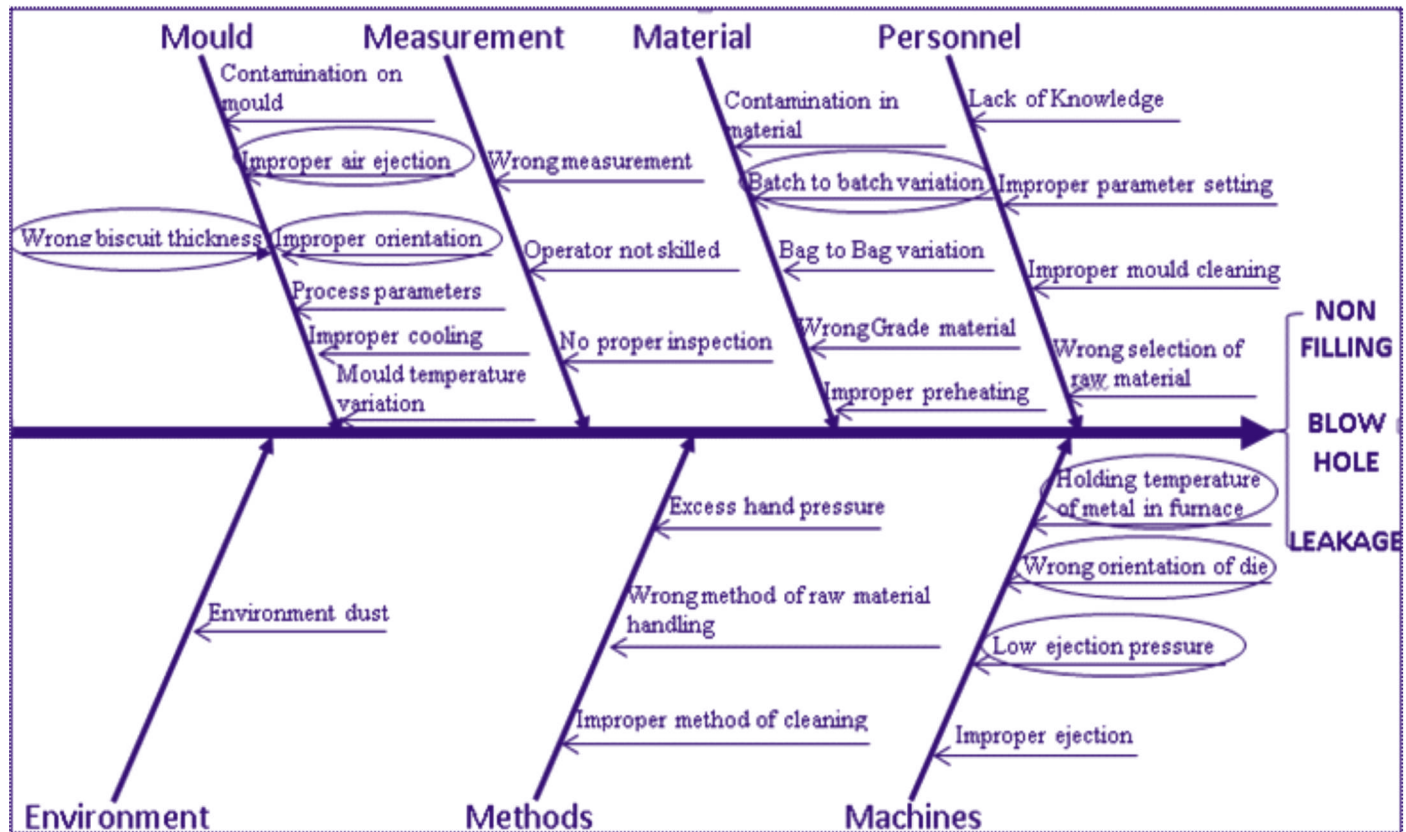 Mould
Measurement
Material
Personnel
Contamination on
mould
Improper air ejection
Wrong biscuit thickness
Improper orientation
Process parameters
Improper cooling
Mould temperature
variation
Wrong measurement
Operator not skilled
No proper inspection
Contamination in
material
Batch to batch variation
Bag to Bag variation
Wrong Grade material
Improper preheating
Lack of Knowledge
Improper parameter setting
Improper mould cleaning
Wrong selection of
raw material
NON
FILLING
BLOW
HOLE
LEAKAGE
Environment dust
Excess hand pressure
Wrong method of raw material
handling
Improper method of cleaning
Holding temperature
of metal in furnace
Wrong orientation of die
Low ejection pressure
Improper ejection
Environment
Methods
Machines